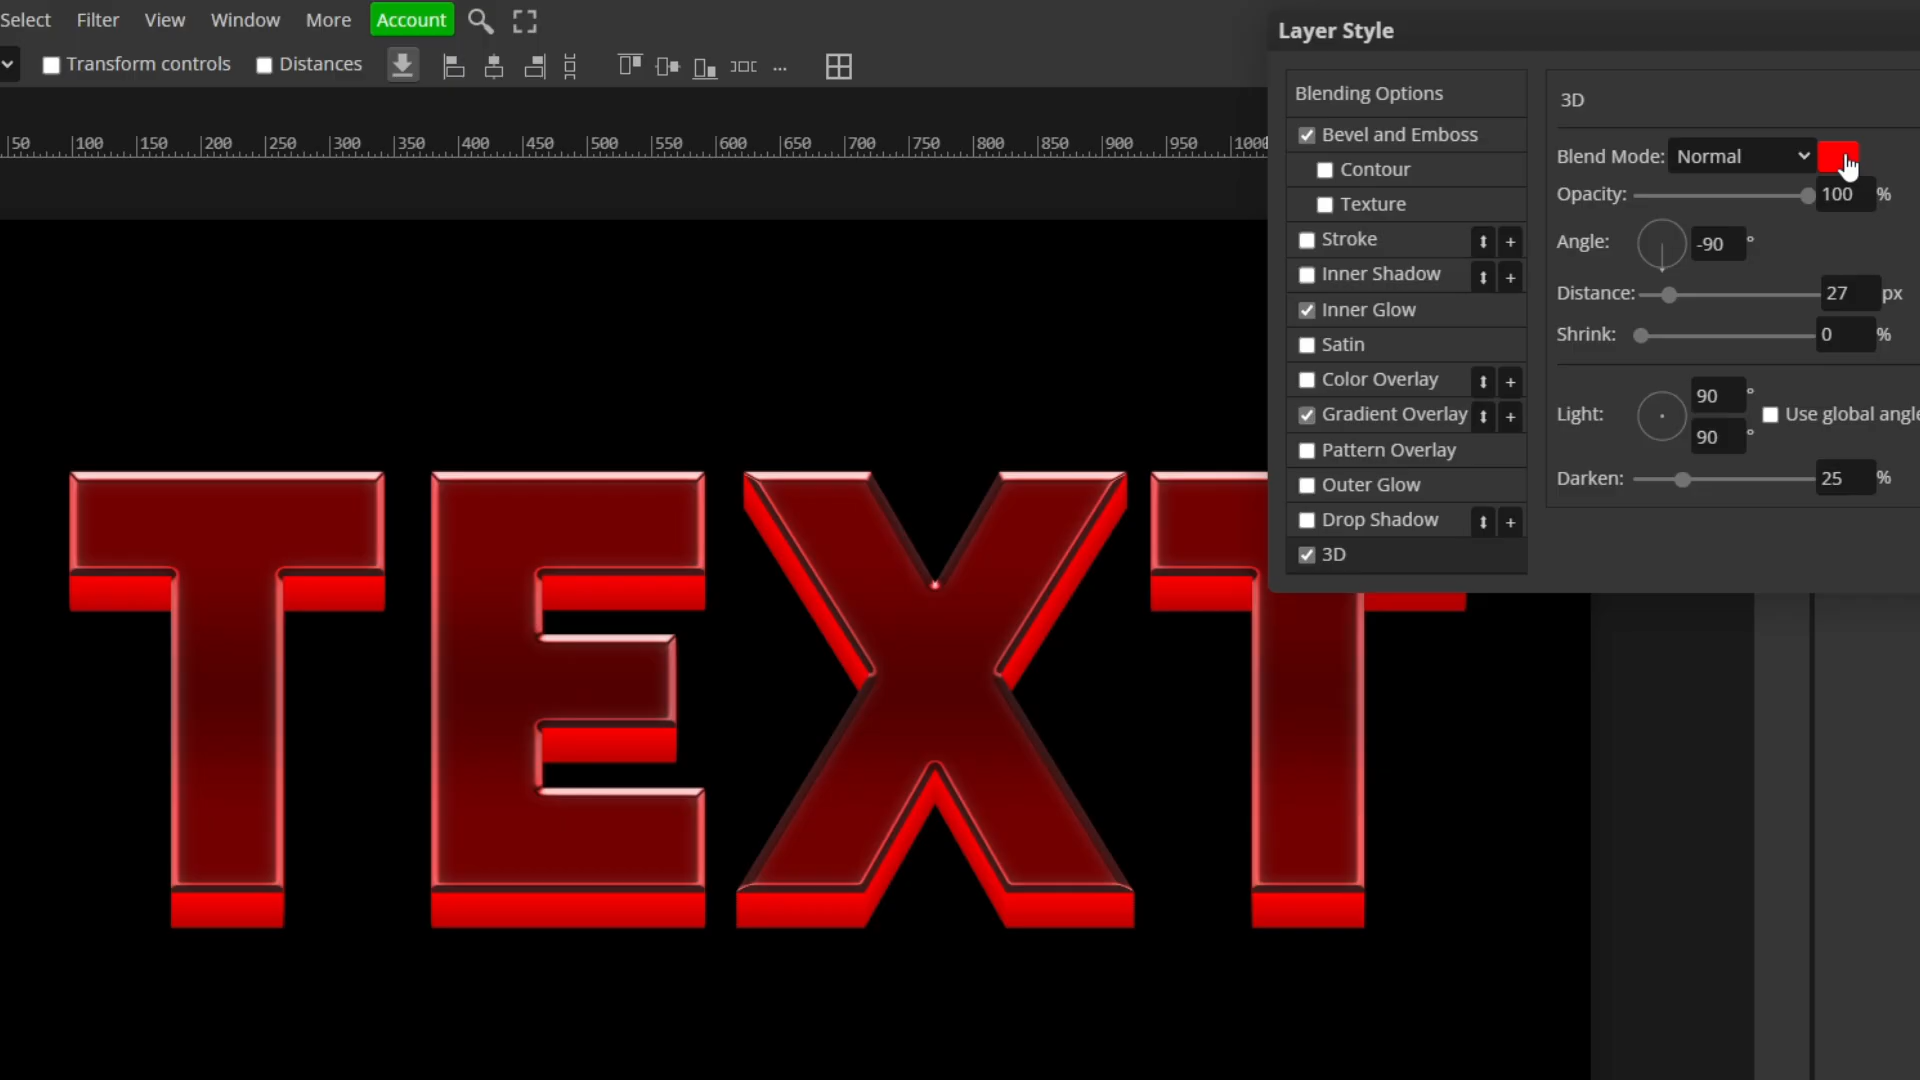 Select Filter View Window More Account
Transform controls Distances ...
50 100 150 200 250 300 350 400 450 500 550 600 650 700 750 800 850 900 950 1000
TEXT
Layer Style
Blending Options
Bevel and Emboss
Contour
Texture
Stroke +
Inner Shadow +
Inner Glow
Satin
Color Overlay +
Gradient Overlay +
Pattern Overlay
Outer Glow
Drop Shadow +
3D
3D
Blend Mode: Normal
Opacity: 100 %
Angle: -90 °
Distance: 27 px
Shrink: 0 %
90 °
Light: Use global angle
90 °
Darken: 25 %